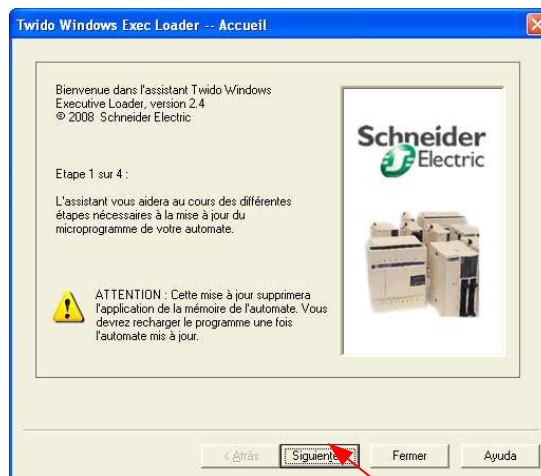 Twido Windows Exec Loader -- Accueil
Bienvenue dans l'assistant Twido Windows
Executive Loader, version 2.4
© 2008 Schneider Electric
Etape 1 sur 4 :
L'assistant vous aidera au cours des différentes
étapes nécessaires à la mise à jour du
microprogramme de votre automate.
ATTENTION : Cette mise à jour supprimera
l'application de la mémoire de l'automate. Vous
devrez recharger le programme une fois
l'automate mis à jour.
Schneider
Electric
< Atrás
Siguiente
Fermer
Ayuda